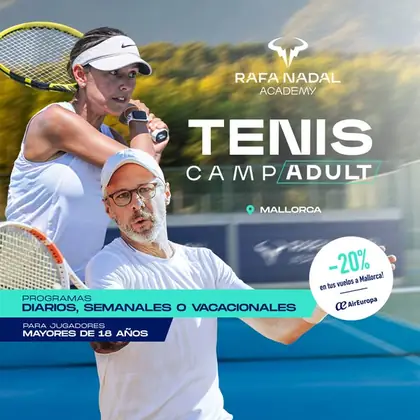 RAFA NADAL
ACADEMY
TENIS
CAMP ADULT
MALLORCA
-20%
en tus vuelos a Mallorca!
AirEuropa
PROGRAMAS
DIARIOS, SEMANALES O VACACIONALES
PARA JUGADORES
MAYORES DE 18 AÑOS